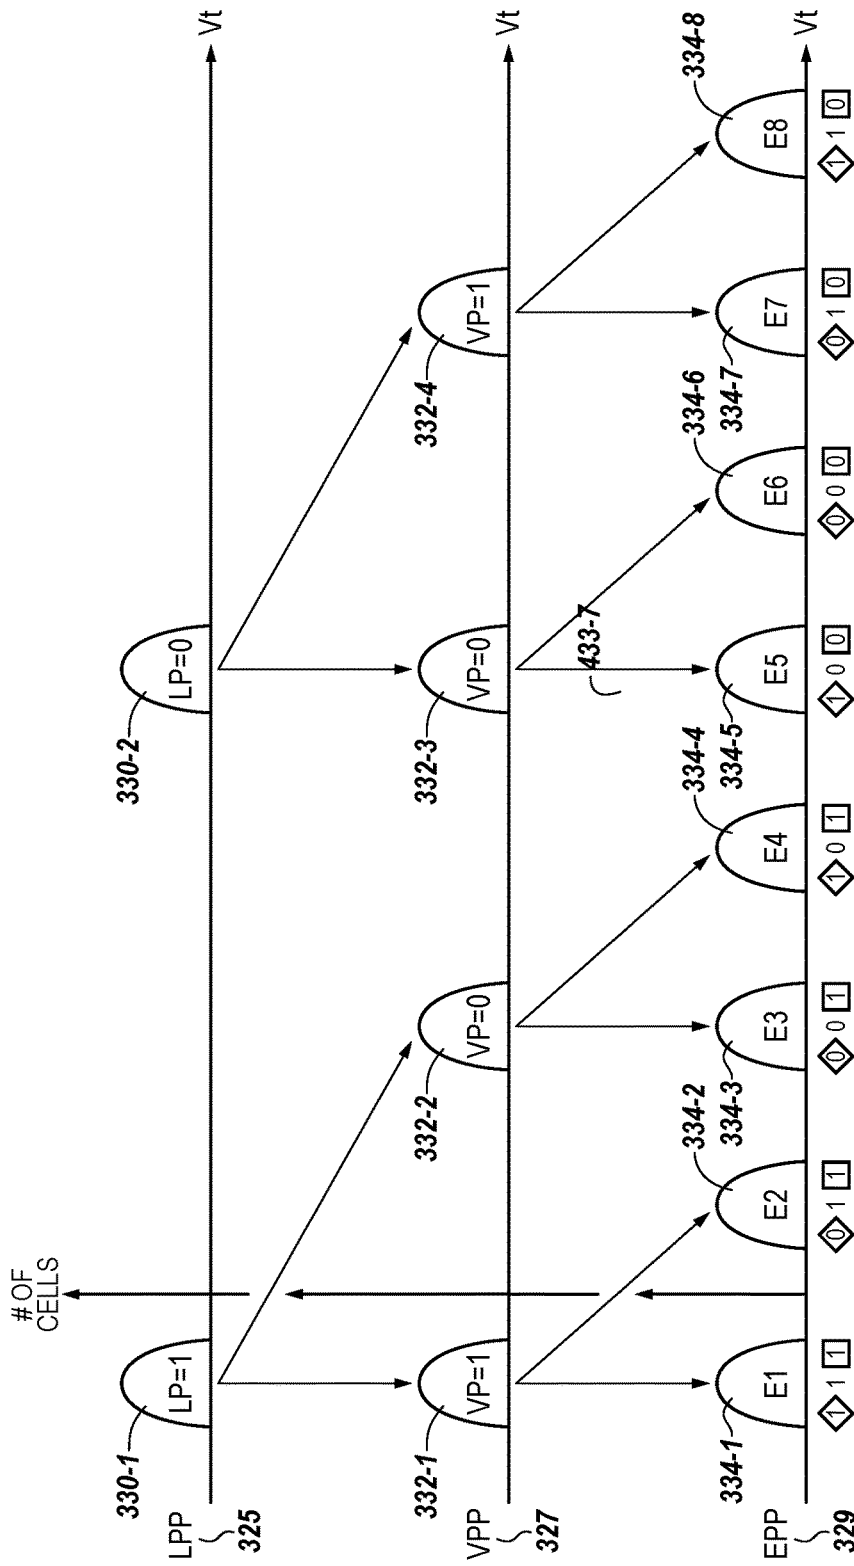 # OF
CELLS
330-1
330-2
LPP
LP=1
LP=0
Vt
325
332-1
332-2
332-3
332-4
VPP
VP=1
VP=0
VP=0
VP=1
Vt
327
433-7
334-2
334-4
334-6
334-8
334-1
334-3
334-5
334-7
EPP
E1
E2
E3
E4
E5
E6
E7
E8
Vt
329
1 1 1
0 1 1
0 0 1
1 0 1
1 0 0
0 0 0
0 1 0
1 1 0